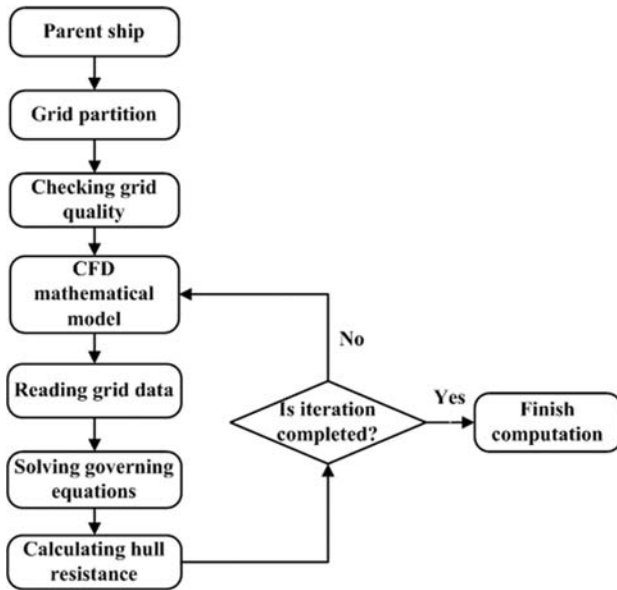 Parent ship
Grid partition
Checking grid
quality
CFD
mathematical
model
Reading grid data
Solving governing
equations
Calculating hull
resistance
No
Is iteration
completed?
Yes
Finish
computation